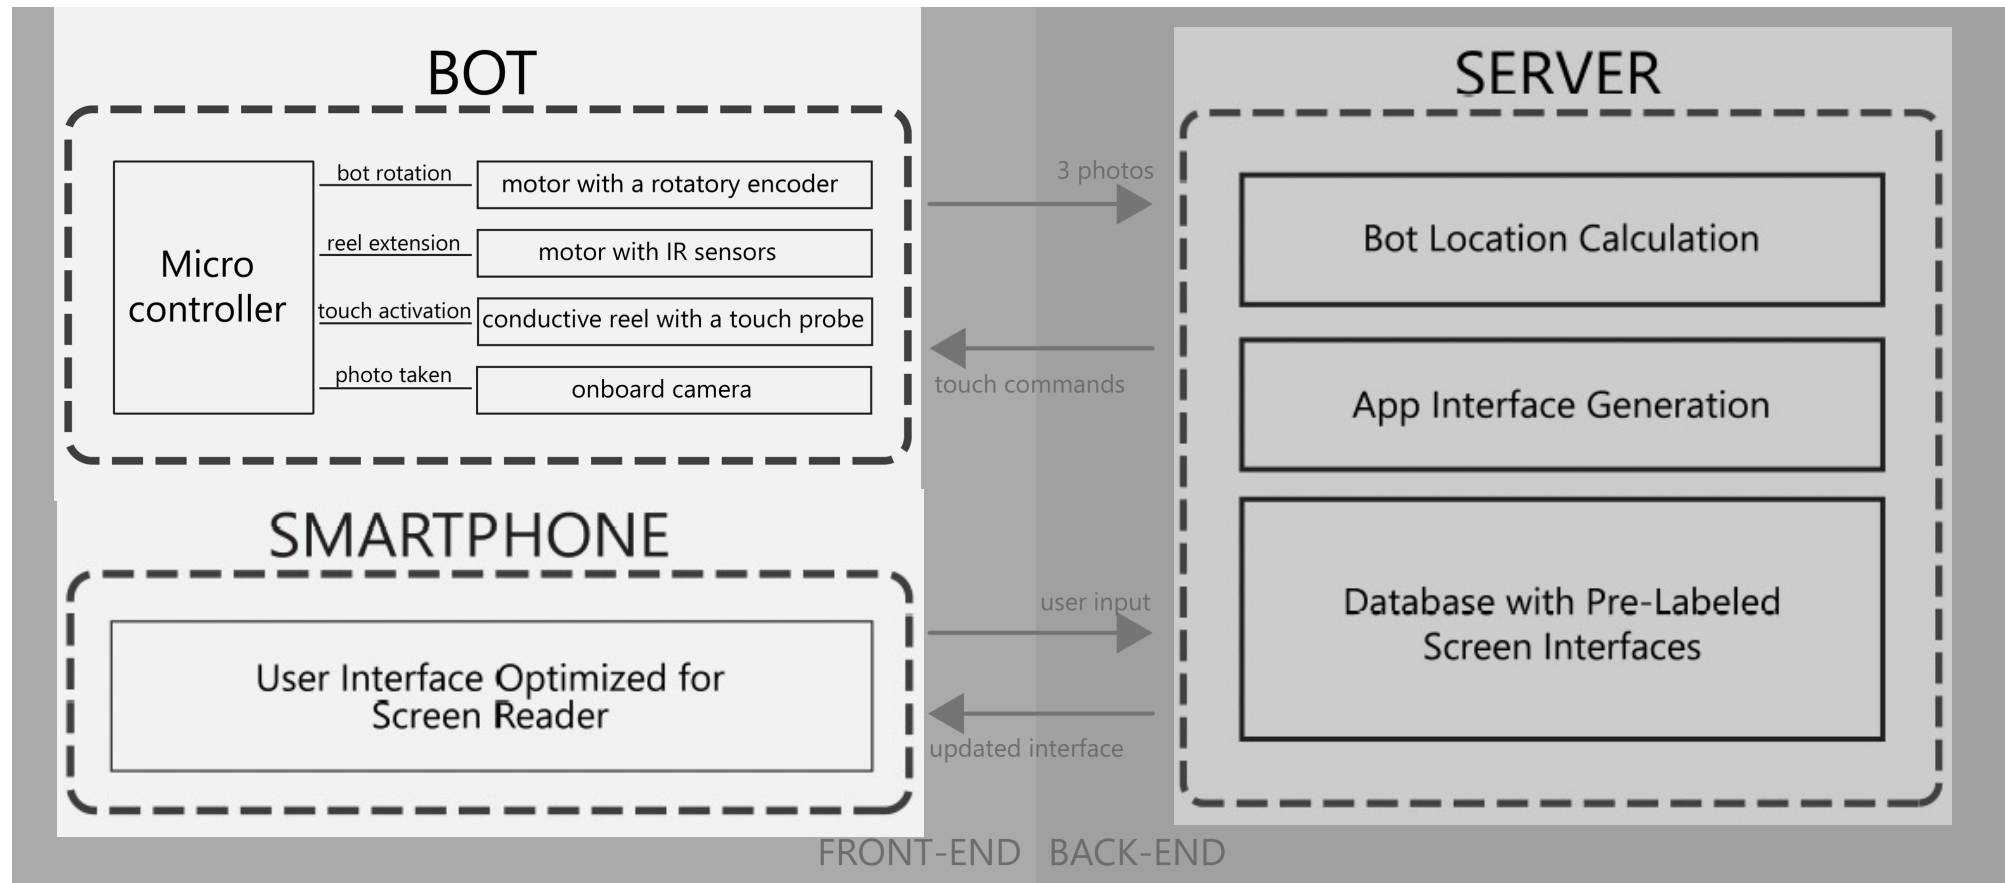 BOT
Micro
controller
bot rotation
motor with a rotatory encoder
reel extension
motor with IR sensors
touch activation
conductive reel with a touch probe
photo taken
onboard camera
SMARTPHONE
User Interface Optimized for
Screen Reader
3 photos
touch commands
user input
updated interface
SERVER
Bot Location Calculation
App Interface Generation
Database with Pre-Labeled
Screen Interfaces
FRONT-END
BACK-END